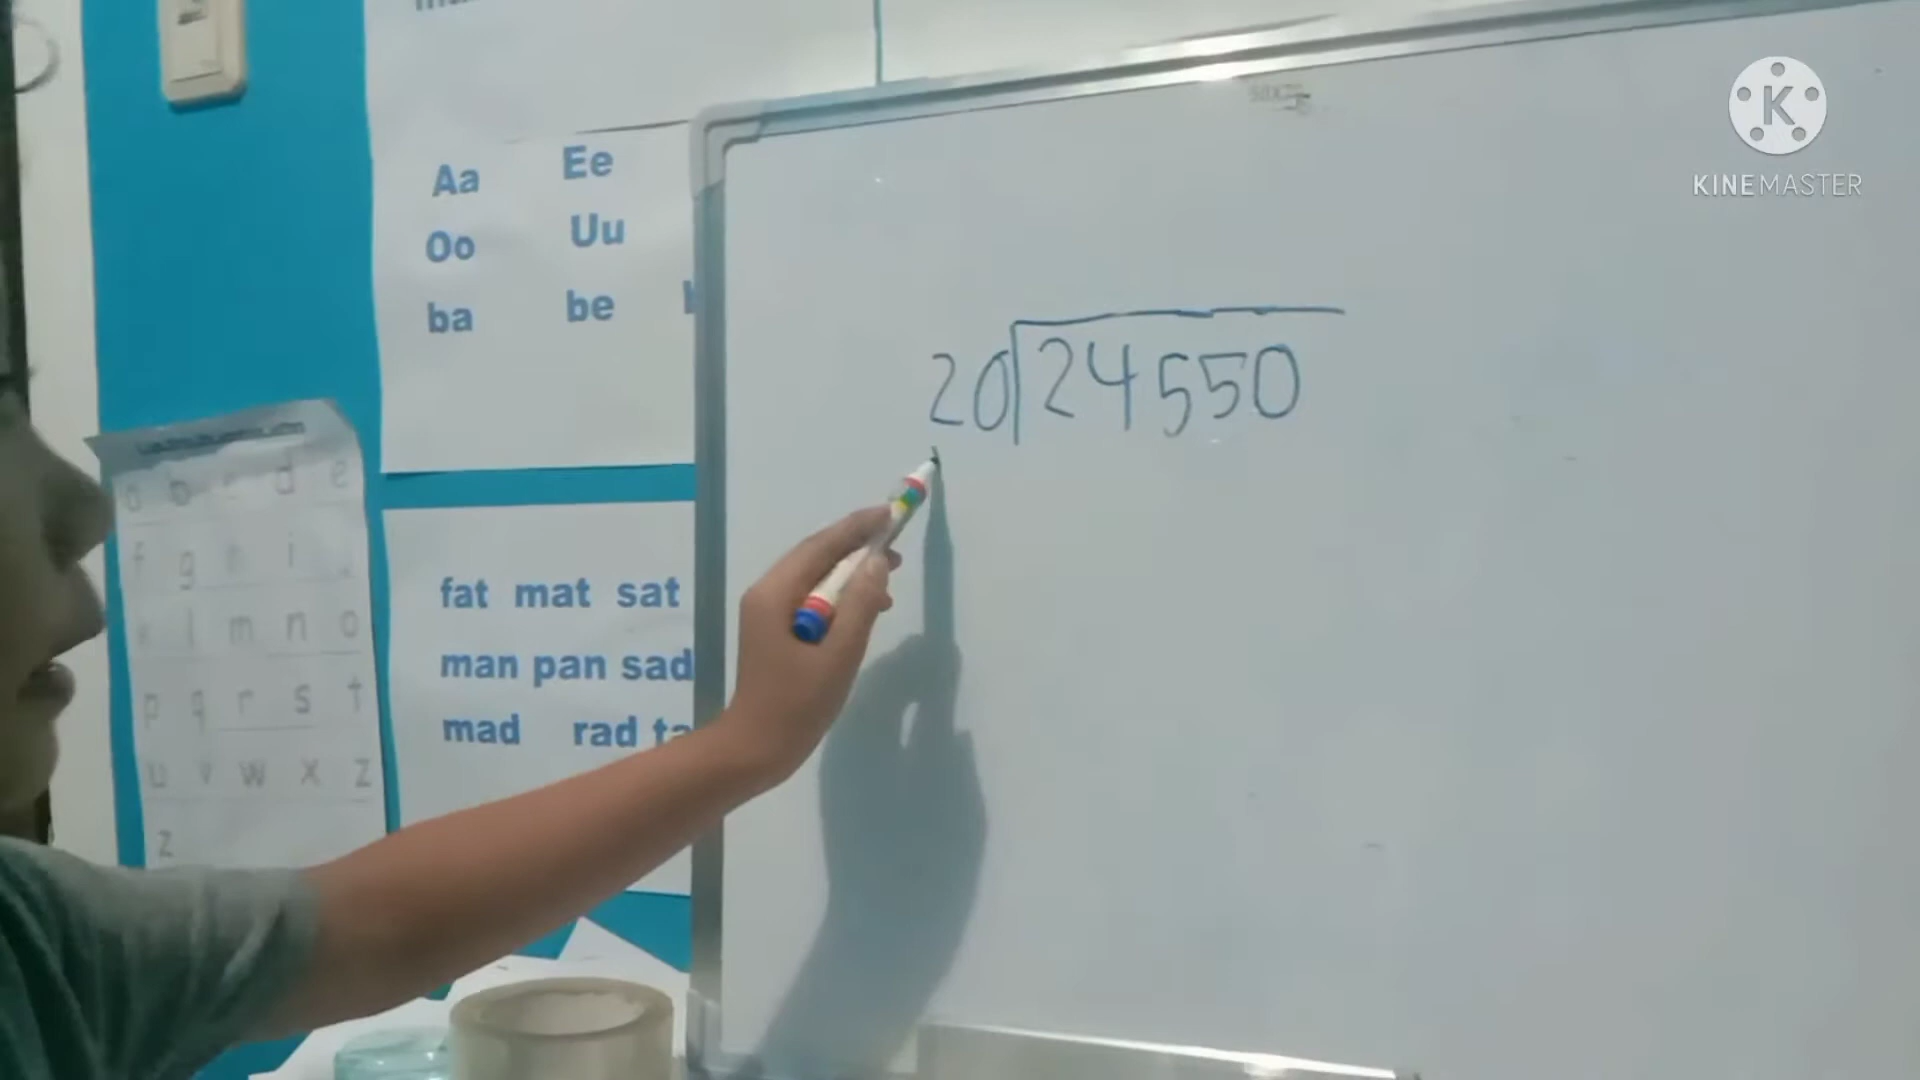 Aa Ee
Oo Uu
ba be
fat mat sat
man pan sad
mad rad ta
d e
f g i
l m n o
p q r s t
u v w x z
z
20 24550
KINEMASTER